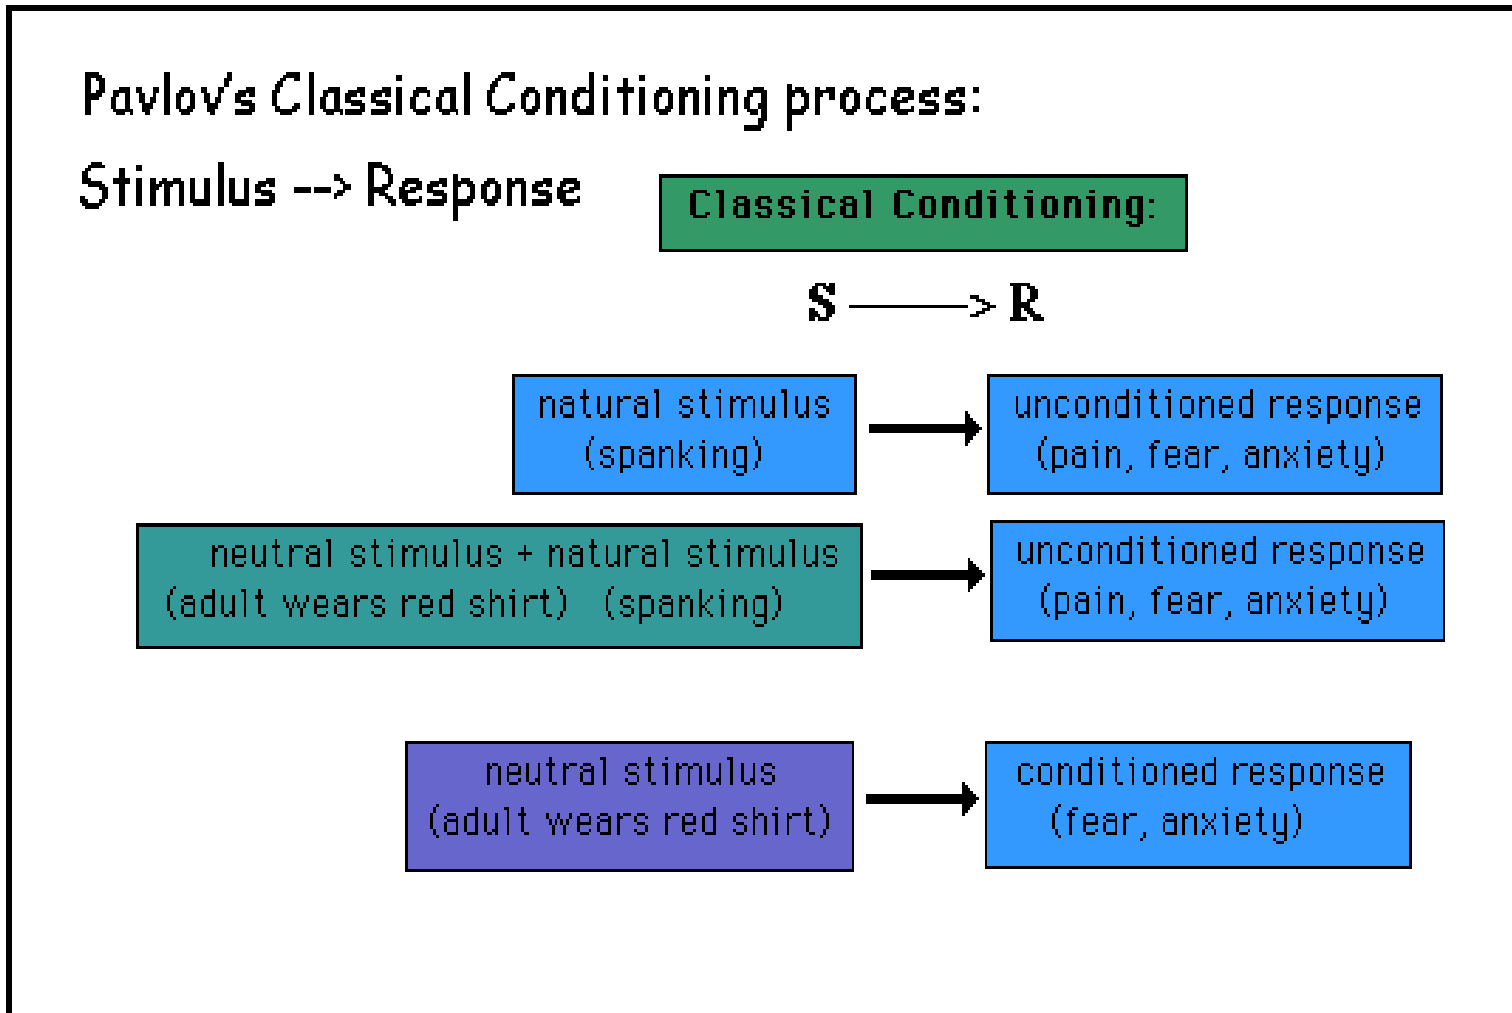 Pavlov's Classical Conditioning process:
Stimulus --> Response
Classical Conditioning:
S ———> R
natural stimulus
(spanking)
unconditioned response
(pain, fear, anxiety)
neutral stimulus + natural stimulus
(adult wears red shirt) (spanking)
unconditioned response
(pain, fear, anxiety)
neutral stimulus
(adult wears red shirt)
conditioned response
(fear, anxiety)